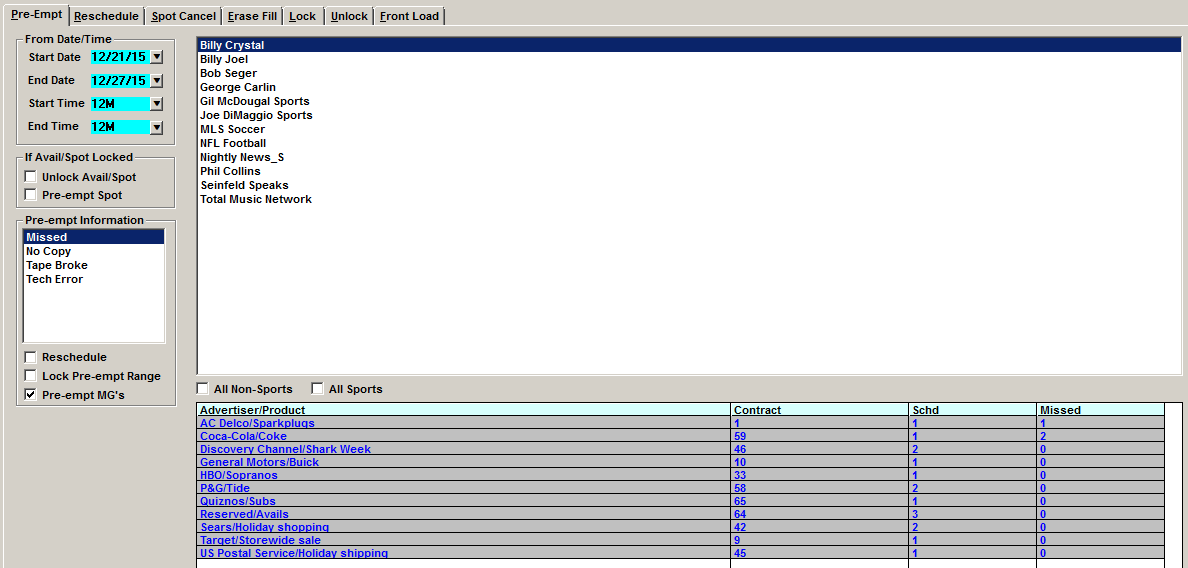 Pre-Empt Reschedule Spot Cancel Erase Fill Lock Unlock Front Load
From Date/Time
Start Date 12/21/15
End Date 12/27/15
Start Time 12M
End Time 12M
If Avail/Spot Locked
Unlock Avail/Spot
Pre-empt Spot
Pre-empt Information
Missed
No Copy
Tape Broke
Tech Error
Reschedule
Lock Pre-empt Range
Pre-empt MG's
Billy Crystal
Billy Joel
Bob Seger
George Carlin
Gil McDougal Sports
Joe DiMaggio Sports
MLS Soccer
NFL Football
Nightly News_S
Phil Collins
Seinfeld Speaks
Total Music Network
All Non-Sports All Sports
Advertiser/Product Contract Schd Missed
AC Delco/Sparkplugs 1 1 1
Coca-Cola/Coke 59 1 2
Discovery Channel/Shark Week 46 2 0
General Motors/Buick 10 1 0
HBO/Sopranos 33 1 0
P&G/Tide 58 2 0
Quiznos/Subs 65 1 0
Reserved/Avails 64 3 0
Sears/Holiday shopping 42 2 0
Target/Storewide sale 9 1 0
US Postal Service/Holiday shipping 45 1 0